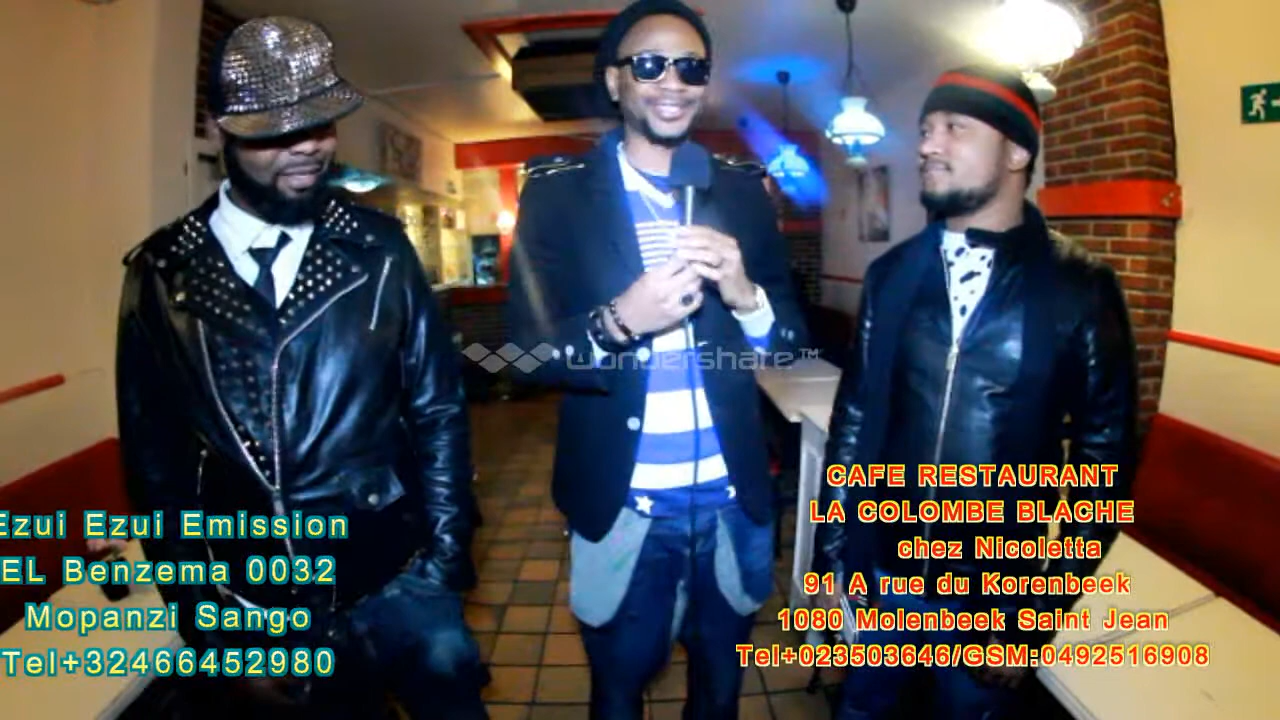 wondershare™
Ezui Ezui Emission
EL Benzema 0032
Mopanzi Sango
Tel+32466452980
CAFE RESTAURANT
LA COLOMBE BLACHE
chez Nicoletta
91 A rue du Korenbeek
1080 Molenbeek Saint Jean
Tel+023503646/GSM:0492516908